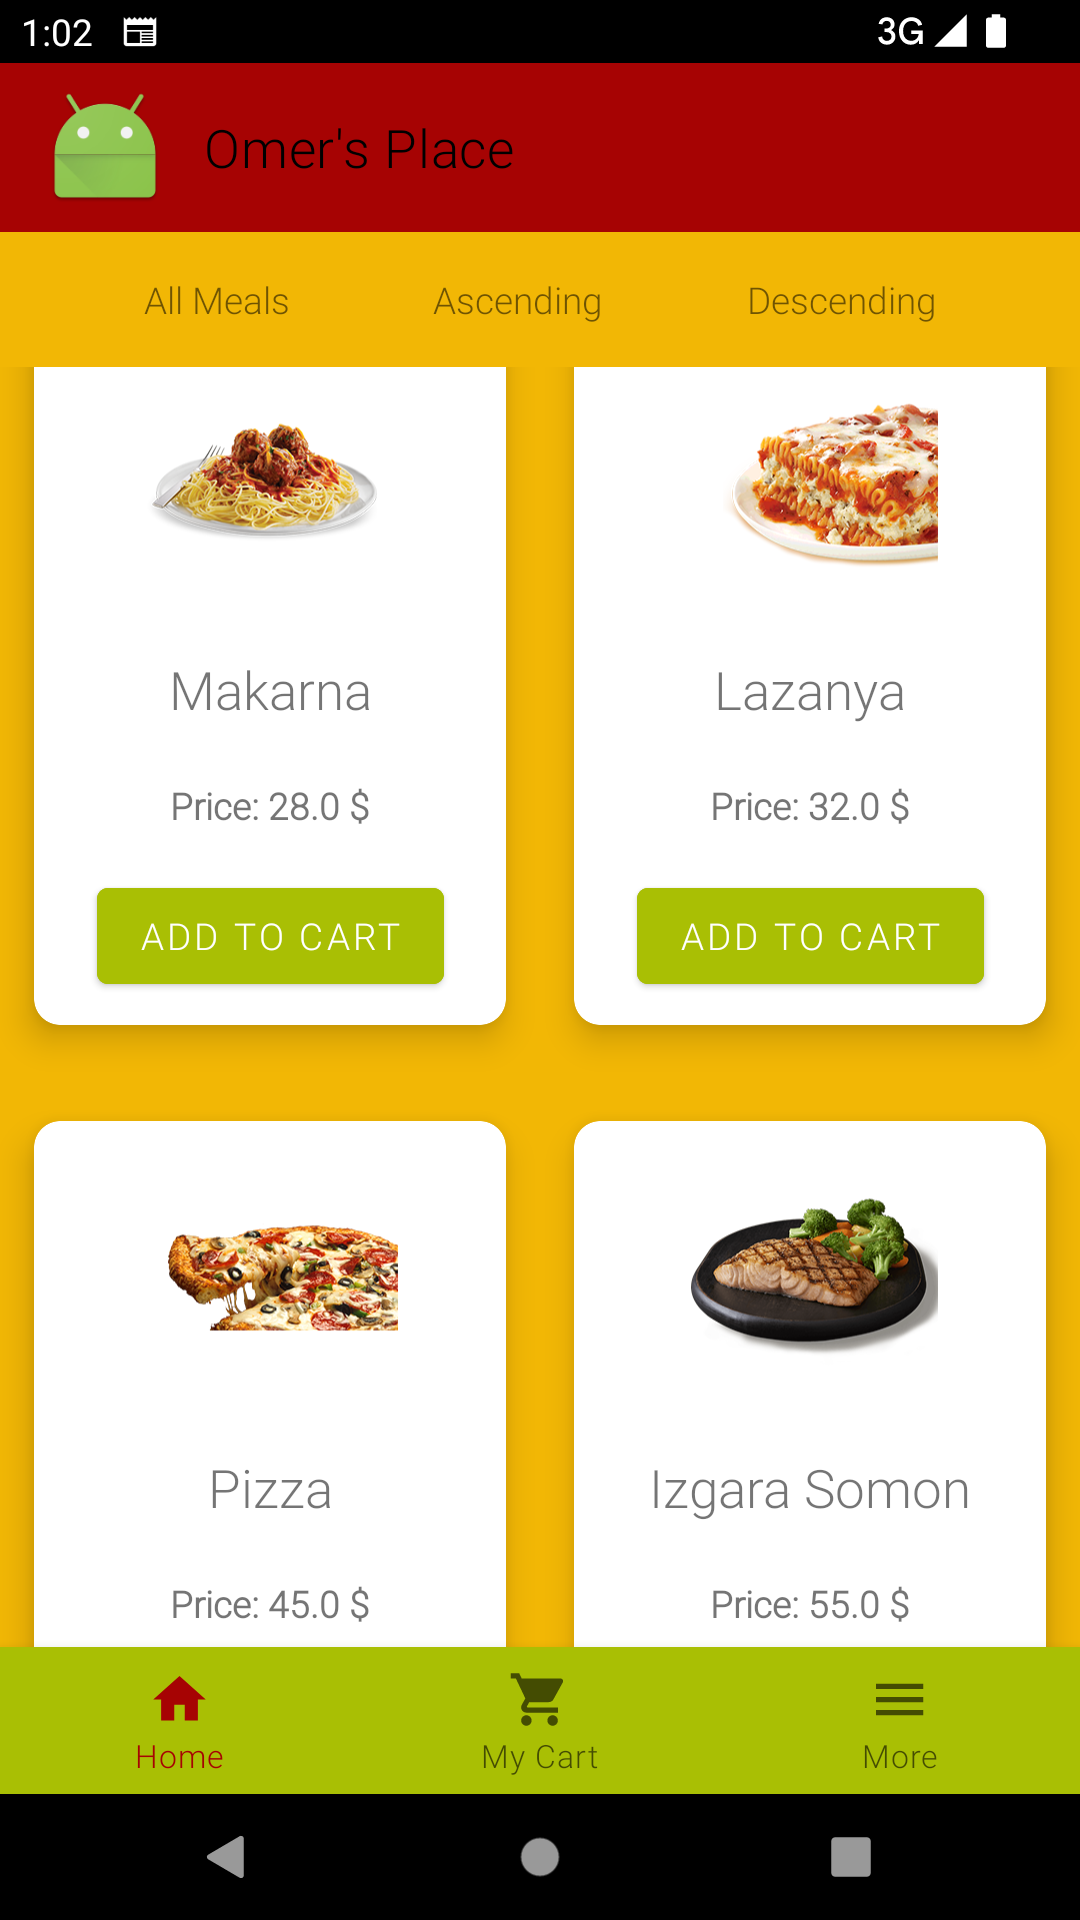 1:02 3G
Omer's Place
All Meals Ascending Descending
Makarna Lazanya
Price: 28.0 $ Price: 32.0 $
ADD TO CART ADD TO CART
Pizza Izgara Somon
Price: 45.0 $ Price: 55.0 $
Home My Cart More